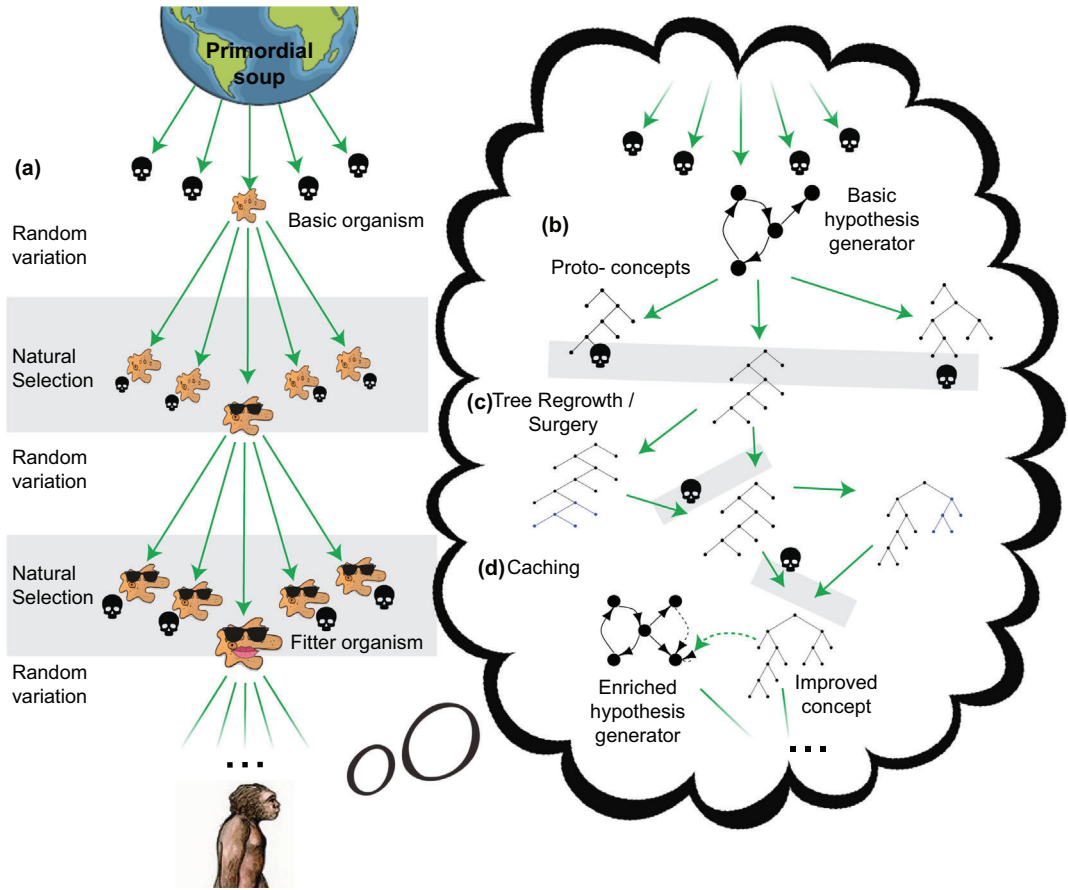 Primordial
soup
(a)
Basic organism
Random
variation
Natural
Selection
Random
variation
Natural
Selection
Fitter organism
Random
variation
...
(b)
Basic
hypothesis
generator
Proto- concepts
(c) Tree Regrowth /
Surgery
(d) Caching
Enriched
hypothesis
generator
Improved
concept
...